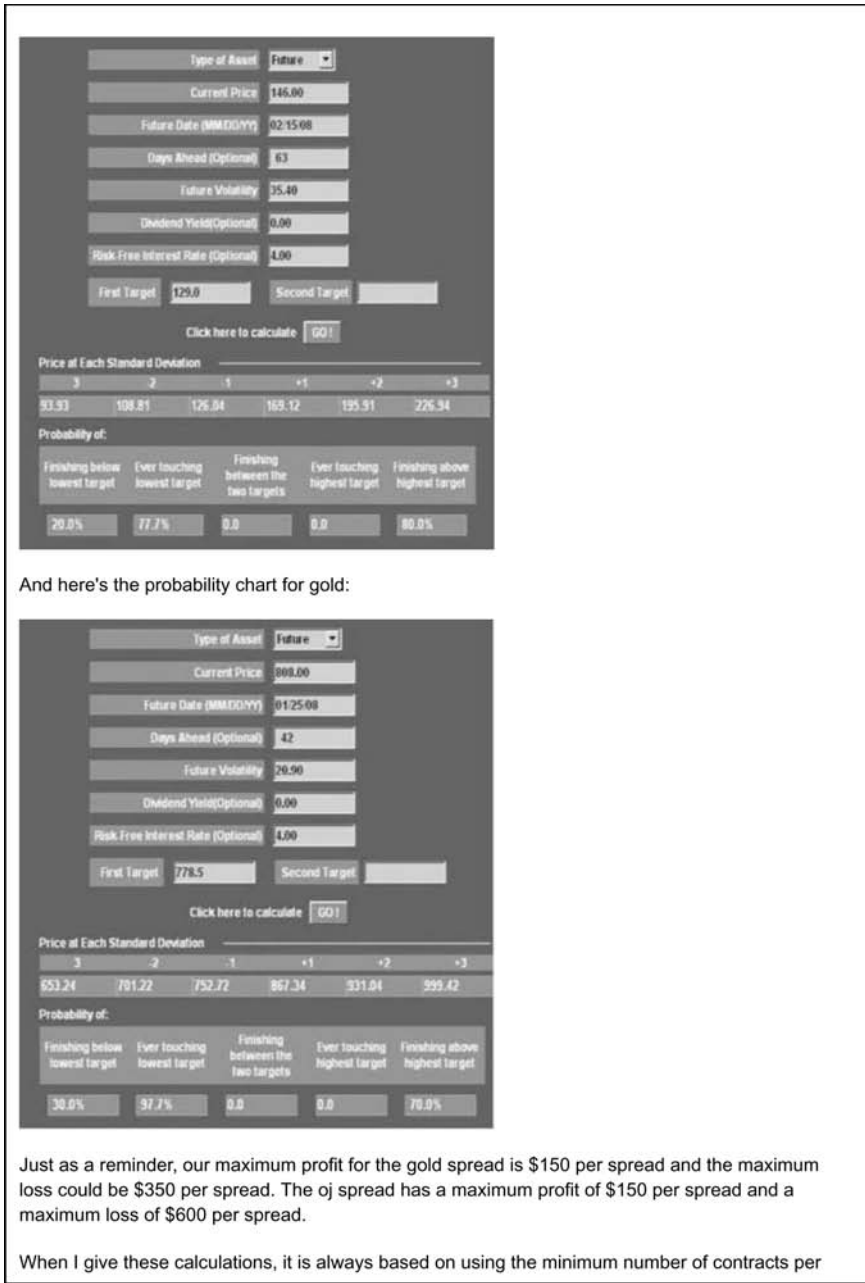 Type of Asset Future
Current Price 146.00
Future Date (MM/DD/YY) 02/15/08
Days Ahead (Optional) 63
Future Volatility 35.40
Dividend Yield(Optional) 0.00
Risk Free Interest Rate (Optional) 4.00
First Target 129.0 Second Target
Click here to calculate GO!
Price at Each Standard Deviation
3 -2 -1 +1 +2 +3
93.93 108.81 126.04 169.12 195.91 226.94
Probability of:
Finishing below lowest target Ever touching lowest target Finishing between the two targets Ever touching highest target Finishing above highest target
20.0% 77.7% 0.0 0.0 80.0%
And here's the probability chart for gold:
Type of Asset Future
Current Price 808.00
Future Date (MM/DD/YY) 01/25/08
Days Ahead (Optional) 42
Future Volatility 20.90
Dividend Yield(Optional) 0.00
Risk Free Interest Rate (Optional) 4.00
First Target 778.5 Second Target
Click here to calculate GO!
Price at Each Standard Deviation
3 -2 -1 +1 +2 +3
653.24 701.22 752.72 867.34 931.04 999.42
Probability of:
Finishing below lowest target Ever touching lowest target Finishing between the two targets Ever touching highest target Finishing above highest target
30.0% 97.7% 0.0 0.0 70.0%
Just as a reminder, our maximum profit for the gold spread is $150 per spread and the maximum
loss could be $350 per spread. The oj spread has a maximum profit of $150 per spread and a
maximum loss of $600 per spread.
When I give these calculations, it is always based on using the minimum number of contracts per